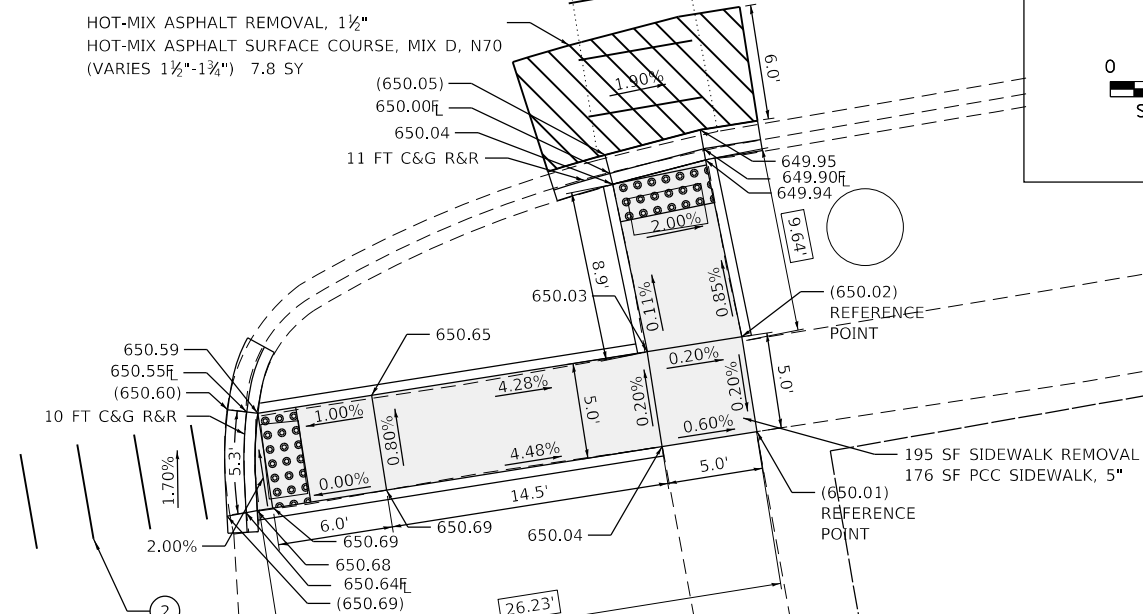 HOT-MIX ASPHALT REMOVAL, 1½"
HOT-MIX ASPHALT SURFACE COURSE, MIX D, N70
(VARIES 1½"-1¾") 7.8 SY
(650.05)
650.00FL
650.04
11 FT C&G R&R
1.90%
6.0'
0
S
649.95
649.90FL
649.94
2.00%
9.64'
8.9'
0.11%
0.85%
650.03
(650.02)
REFERENCE
POINT
650.65
650.59
650.55FL
(650.60)
10 FT C&G R&R
0.20%
4.28%
1.00%
0.80%
5.0'
0.20%
0.20%
5.0'
0.60%
4.48%
0.00%
5.3'
1.70%
2.00%
195 SF SIDEWALK REMOVAL
176 SF PCC SIDEWALK, 5"
5.0'
14.5'
6.0'
(650.01)
REFERENCE
POINT
650.69
650.04
650.69
650.68
650.64FL
(650.69)
2
26.23'